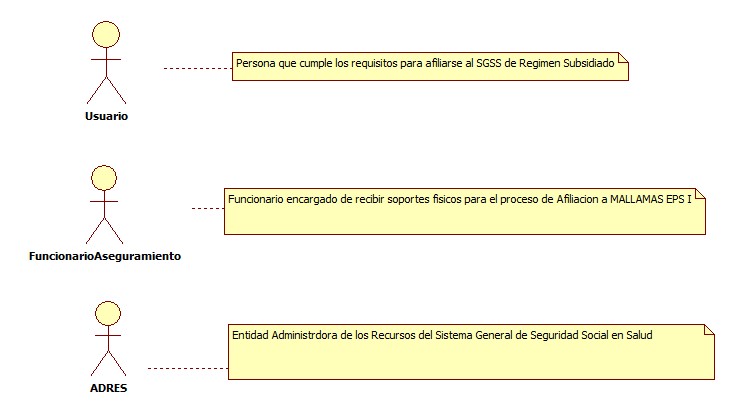 Persona que cumple los requisitos para afiliarse al SGSS de Regimen Subsidiado
Usuario
Funcionario encargado de recibir soportes fisicos para el proceso de Afiliacion a MALLAMAS EPS I
FuncionarioAseguramiento
Entidad Administrdora de los Recursos del Sistema General de Seguridad Social en Salud
ADRES